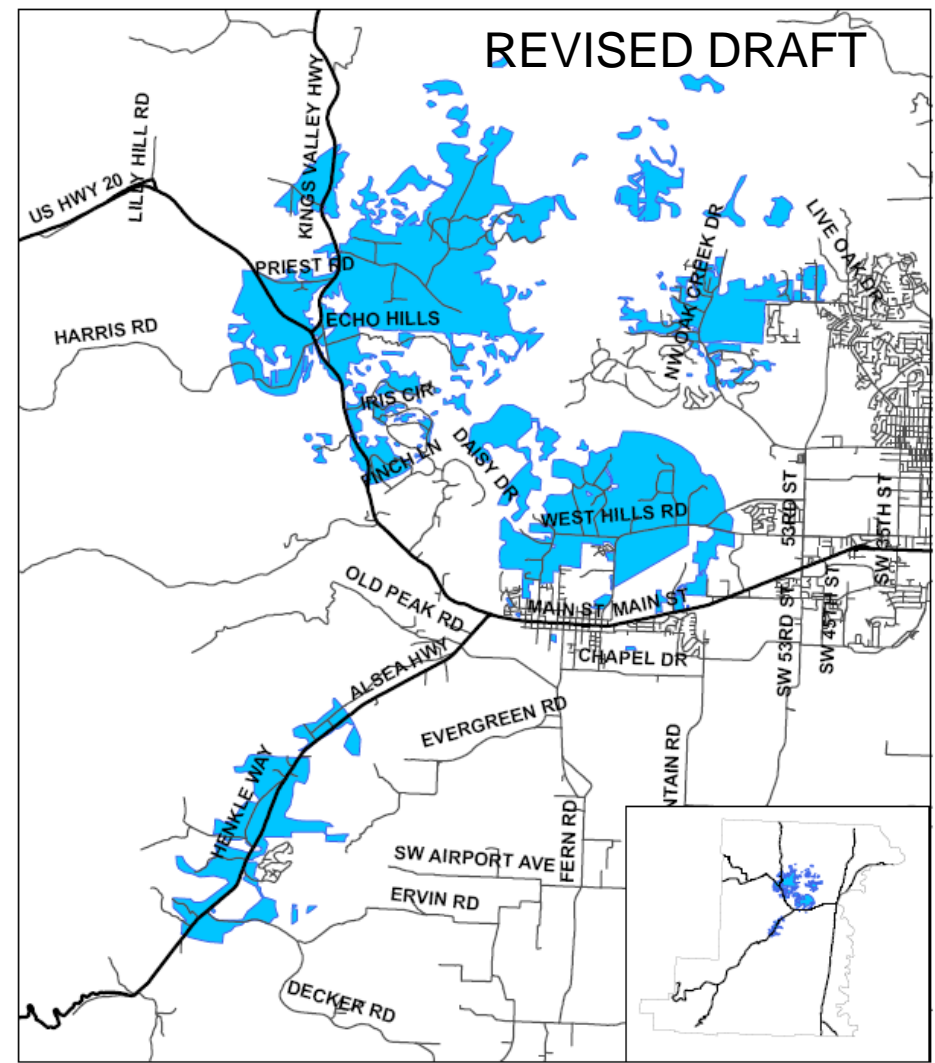 REVISED DRAFT
KINGS VALLEY HWY
LILLY HILL RD
US HWY 20
LIVE OAK DR
NW OAK CREEK DR
PRIEST RD
ECHO HILLS
HARRIS RD
IRIS CIR
FINCH LN
DAISY DR
WEST HILLS RD
53RD ST
SW 35TH ST
OLD PEAK RD
MAIN ST
MAIN ST
SW 53RD ST
SW 45TH ST
CHAPEL DR
ALSEA HWY
EVERGREEN RD
HENKLE WAY
NTAIN RD
FERN RD
SW AIRPORT AVE
ERVIN RD
DECKER RD